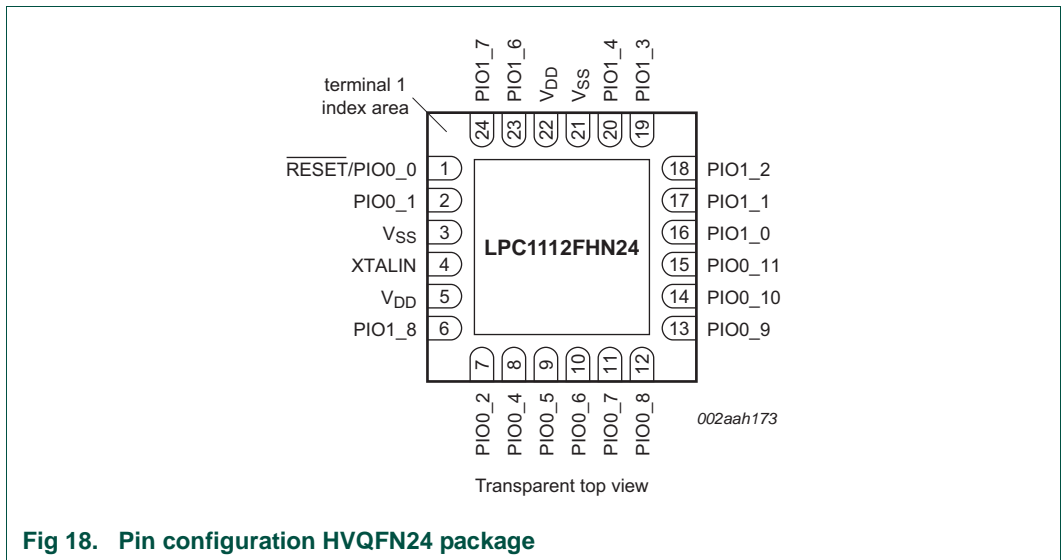 PIO1_7
PIO1_6
VDD
VSS
PIO1_4
PIO1_3
terminal 1
index area
24
23
22
21
20
19
RESET/PIO0_0 1
PIO0_1 2
VSS 3
XTALIN 4
VDD 5
PIO1_8 6
LPC1112FHN24
18 PIO1_2
17 PIO1_1
16 PIO1_0
15 PIO0_11
14 PIO0_10
13 PIO0_9
7
8
9
10
11
12
PIO0_2
PIO0_4
PIO0_5
PIO0_6
PIO0_7
PIO0_8
002aah173
Transparent top view
Fig 18. Pin configuration HVQFN24 package